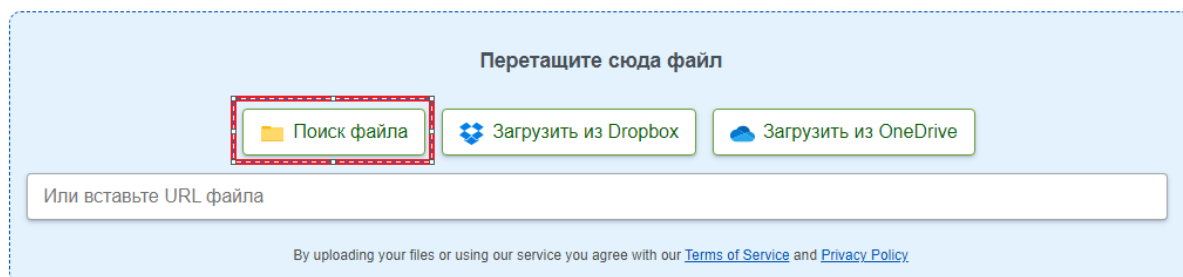 Перетащите сюда файл
Поиск файла Загрузить из Dropbox Загрузить из OneDrive
Или вставьте URL файла
By uploading your files or using our service you agree with our Terms of Service and Privacy Policy